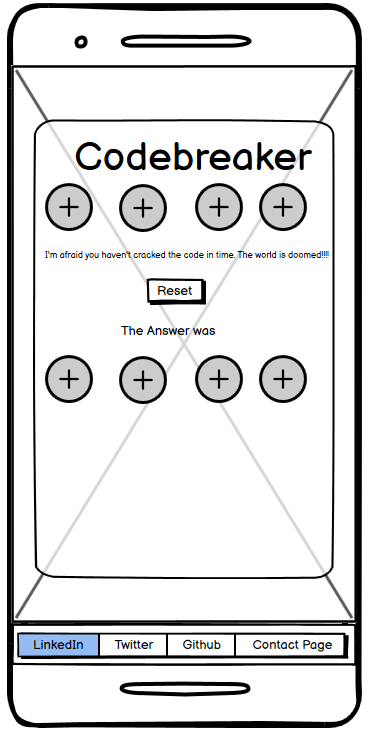 Codebreaker
I'm afraid you haven't cracked the code in time. The world is doomed!!!!
Reset
The Answer was
LinkedIn Twitter Github Contact Page